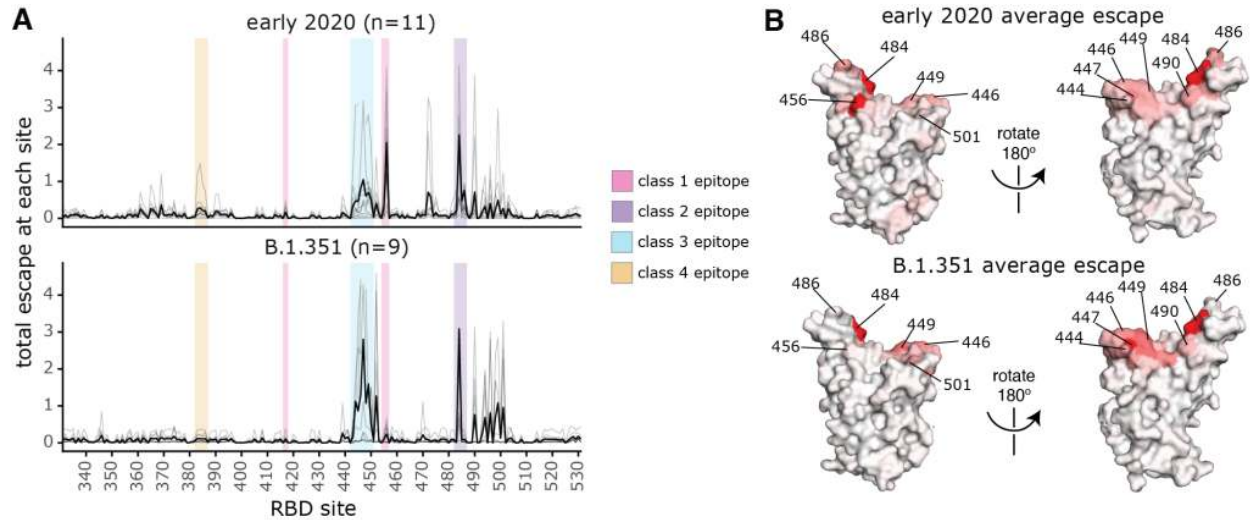 A
early 2020 (n=11)
4
3
2
1
0
B.1.351 (n=9)
4
3
2
1
0
total escape at each site
340 350 360 370 380 390 400 410 420 430 440 450 460 470 480 490 500 510 520 530
RBD site
class 1 epitope
class 2 epitope
class 3 epitope
class 4 epitope
B
early 2020 average escape
486
484
456
449
446
501
rotate
180º
446
449
484
486
447
490
444
B.1.351 average escape
486
484
456
449
446
501
rotate
180º
446
449
484
486
447
490
444